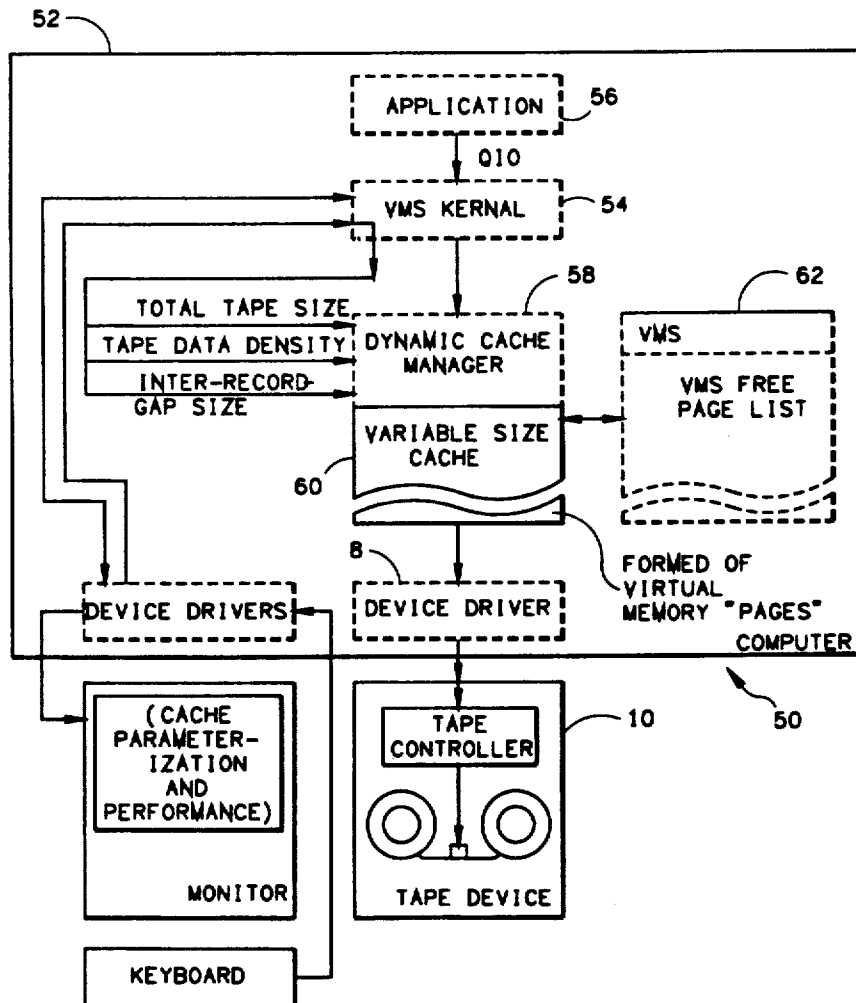 52
APPLICATION
56
QIO
VMS KERNAL
54
58
62
TOTAL TAPE SIZE
TAPE DATA DENSITY
INTER-RECORD-
GAP SIZE
DYNAMIC CACHE
MANAGER
VMS
VMS FREE
PAGE LIST
VARIABLE SIZE
CACHE
60
8
FORMED OF
VIRTUAL
MEMORY "PAGES"
DEVICE DRIVERS
DEVICE DRIVER
COMPUTER
50
(CACHE
PARAMETER-
IZATION
AND
PERFORMANCE)
MONITOR
TAPE
CONTROLLER
10
TAPE DEVICE
KEYBOARD